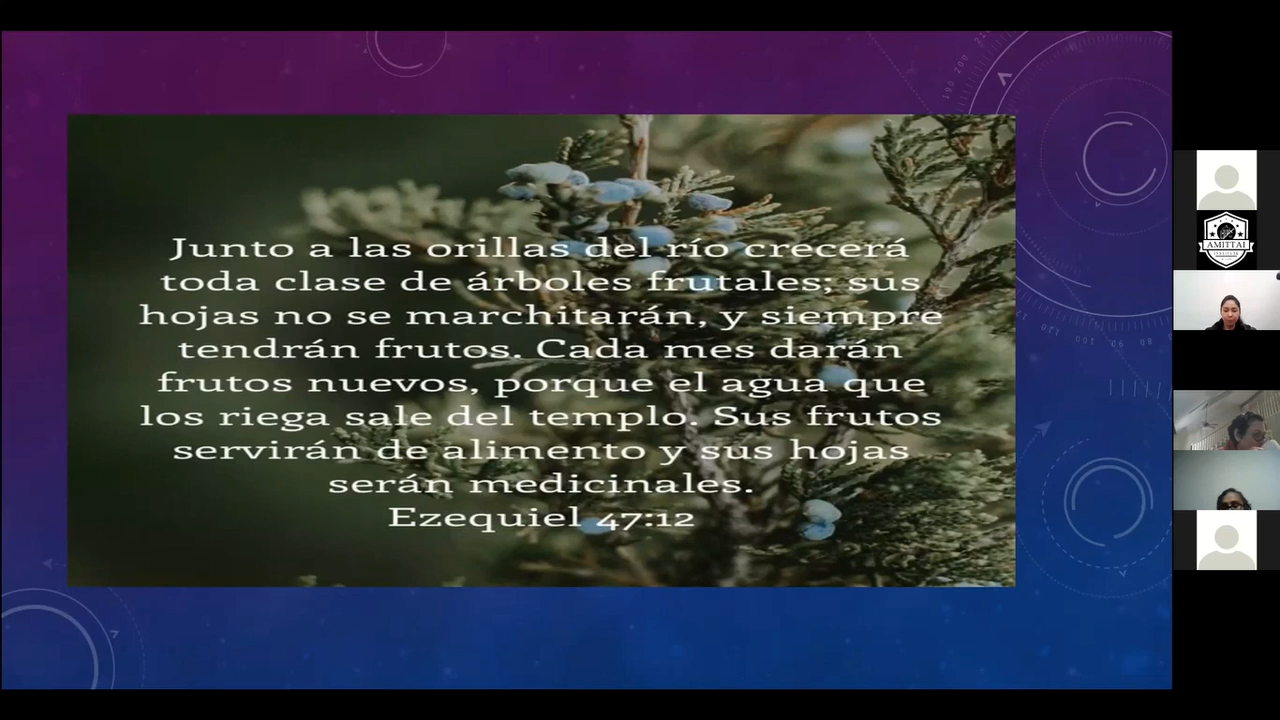 Junto a las orillas del río crecerá
toda clase de árboles frutales; sus
hojas no se marchitarán, y siempre
tendrán frutos. Cada mes darán
frutos nuevos, porque el agua que
los riega sale del templo. Sus frutos
servirán de alimento y sus hojas
serán medicinales.
Ezequiel 47:12
AMITTAI